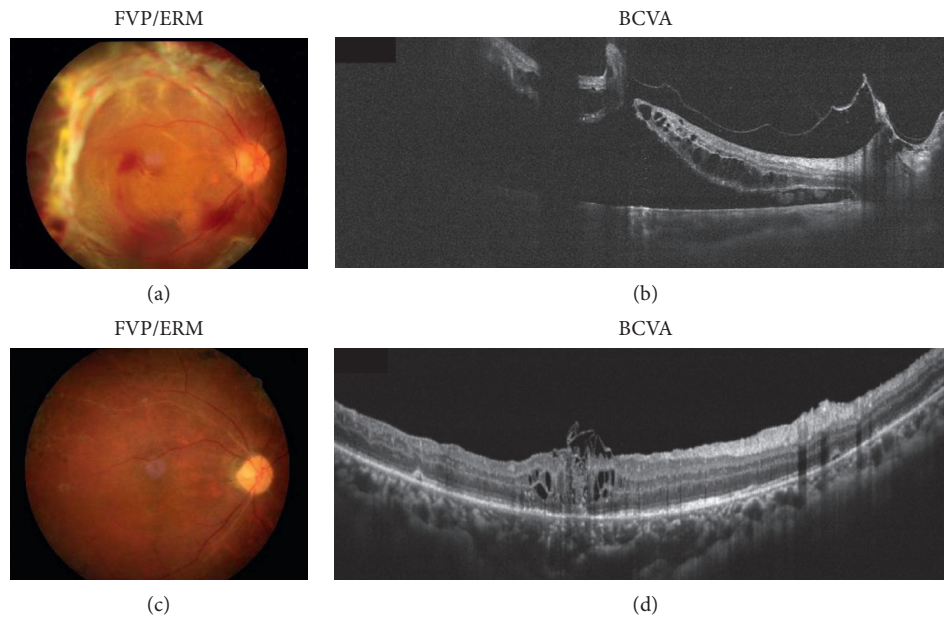 FVP/ERM
BCVA
(a)
(b)
FVP/ERM
BCVA
(c)
(d)